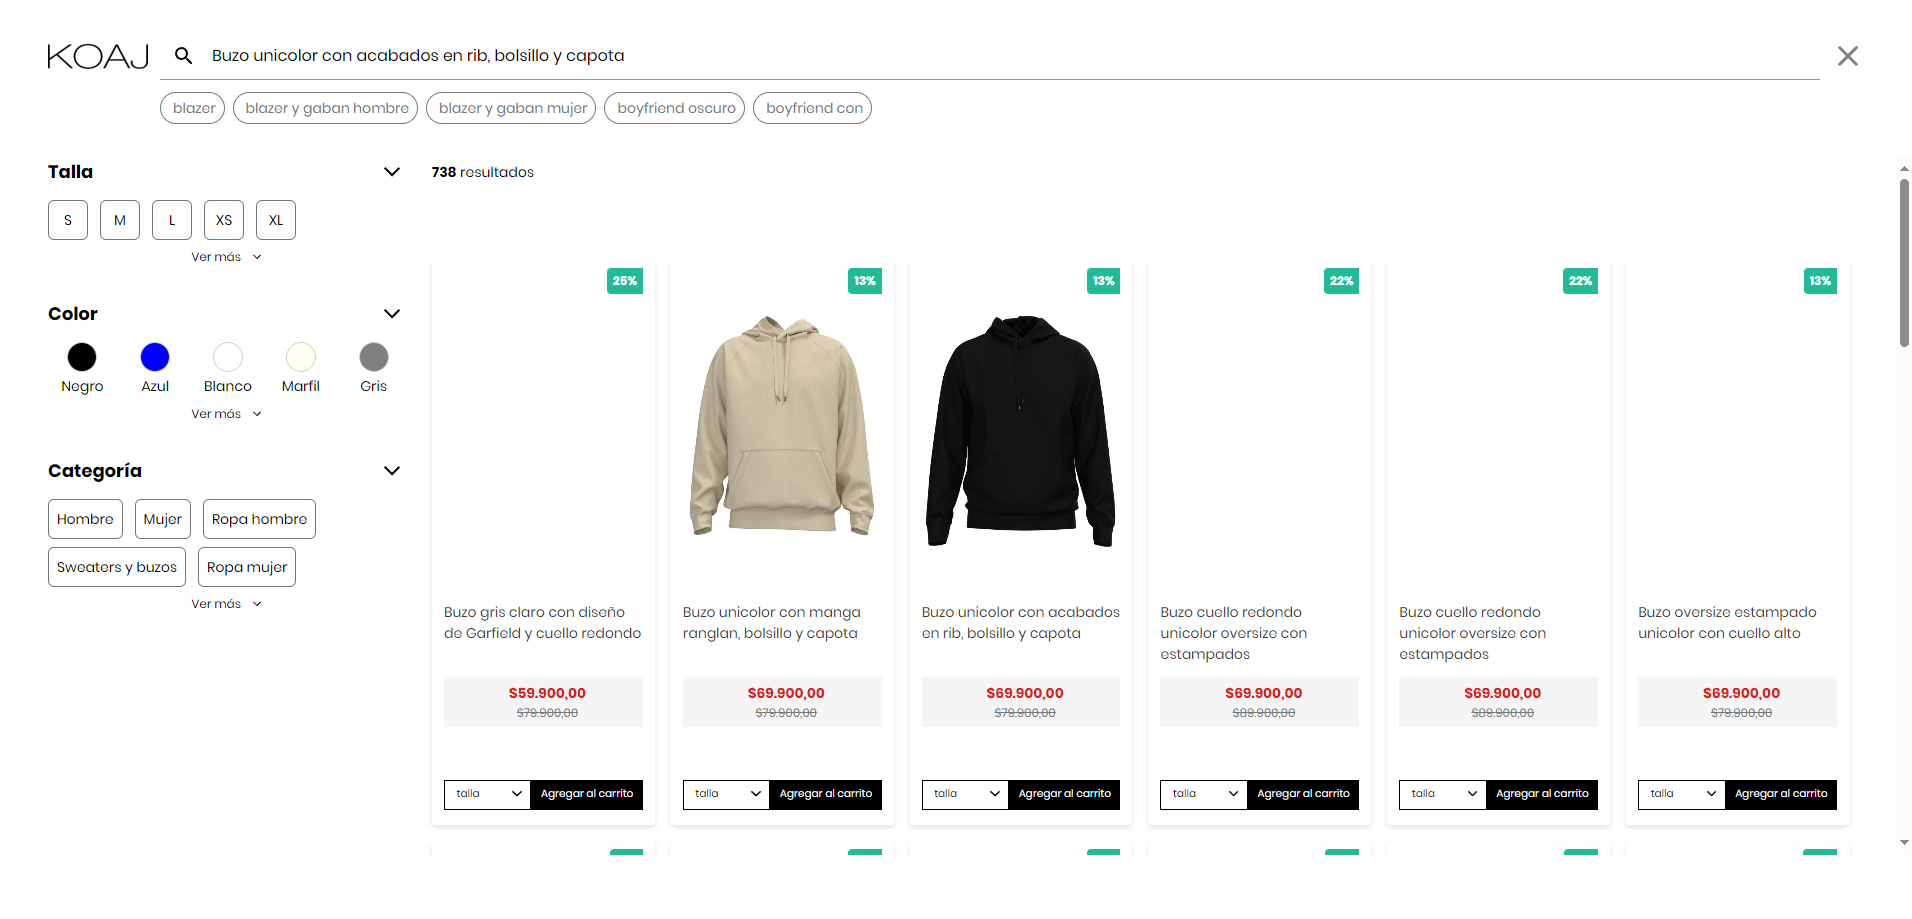 KOAJ
Buzo unicolor con acabados en rib, bolsillo y capota
blazer
blazer y gaban hombre
blazer y gaban mujer
boyfriend oscuro
boyfriend con
Talla
S
M
L
XS
XL
Ver más
Color
Negro
Azul
Blanco
Marfil
Gris
Ver más
Categoría
Hombre
Mujer
Ropa hombre
Sweaters y buzos
Ropa mujer
Ver más
738 resultados
25%
Buzo gris claro con diseño
de Garfield y cuello redondo
$59.900,00
$79.900,00
talla
Agregar al carrito
13%
Buzo unicolor con manga
ranglan, bolsillo y capota
$69.900,00
$79.900,00
talla
Agregar al carrito
13%
Buzo unicolor con acabados
en rib, bolsillo y capota
$69.900,00
$79.900,00
talla
Agregar al carrito
22%
Buzo cuello redondo
unicolor oversize con
estampados
$69.900,00
$89.900,00
talla
Agregar al carrito
22%
Buzo cuello redondo
unicolor oversize con
estampados
$69.900,00
$89.900,00
talla
Agregar al carrito
13%
Buzo oversize estampado
unicolor con cuello alto
$69.900,00
$79.900,00
talla
Agregar al carrito